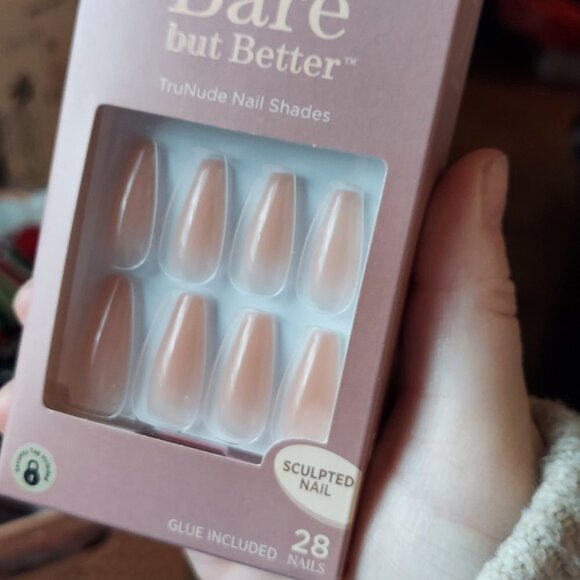 Bare
but Better™
TruNude Nail Shades
SCULPTED
NAIL
GLUE INCLUDED
28
NAILS